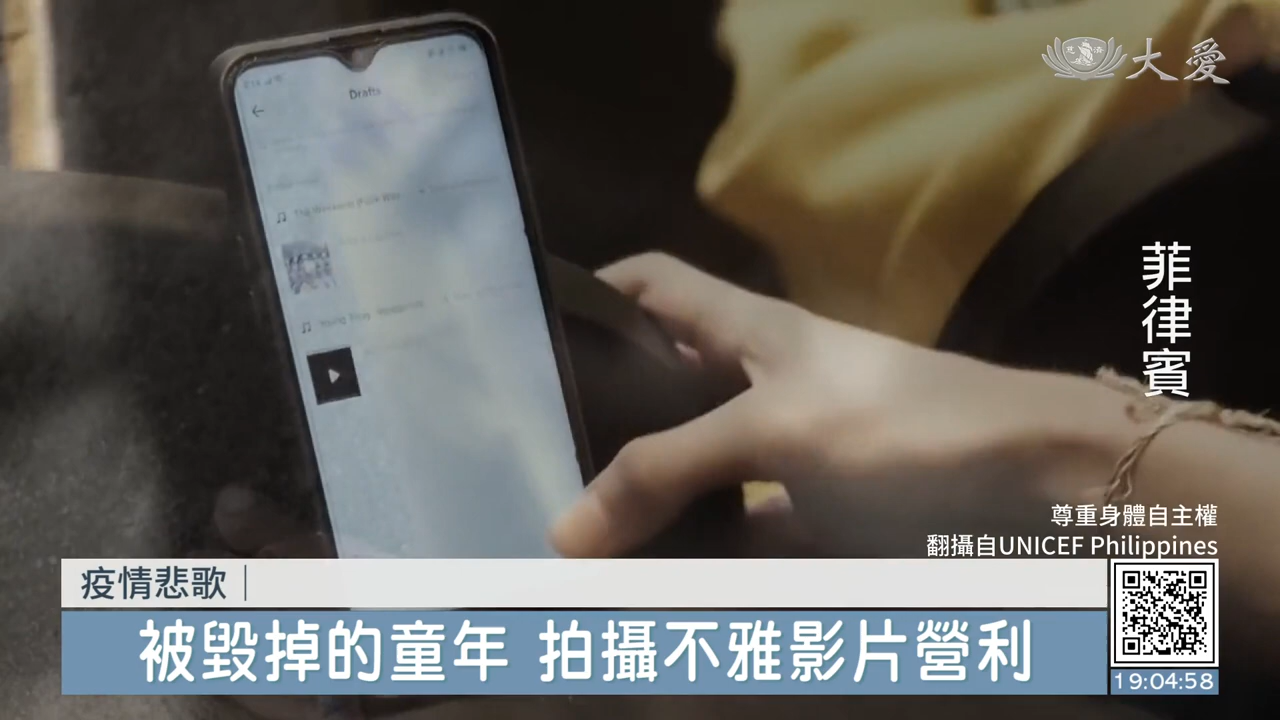 大愛
Drafts
菲律賓
尊重身體自主權
翻攝自UNICEF Philippines
疫情悲歌
被毀掉的童年 拍攝不雅影片營利
19:04:58